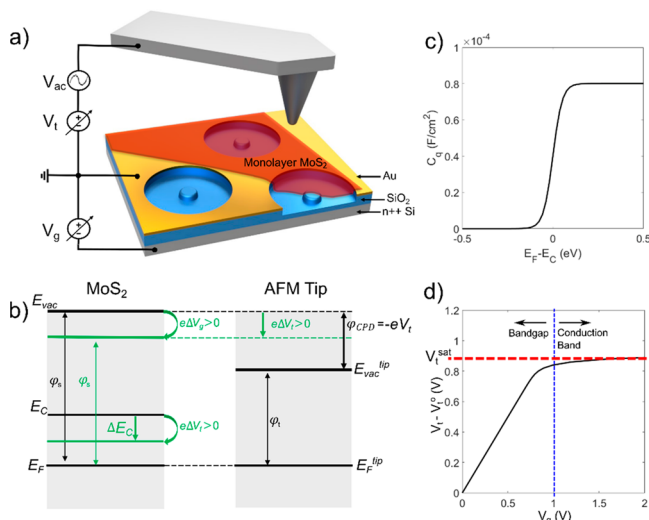 a)
V_ac
V_t
V_g
Monolayer MoS₂
Au
SiO₂
n++ Si
b)
MoS₂
AFM Tip
E_vac
eΔV_g>0
eΔV_t>0
φ_CPD=-eV_t
φ_s
φ_s
E_vac^tip
E_C
ΔE_C
eΔV_t>0
φ_t
E_F
E_F^tip
c)
1 ×10⁻⁴
0.8
0.6
0.4
0.2
0
C_q (F/cm²)
-0.5
0
0.5
E_F-E_C (eV)
d)
1.2
1
V_t^sat
0.8
0.6
0.4
0.2
0
V_t- V_t° (V)
Bandgap
Conduction
Band
0
0.5
1
1.5
2
V_g (V)